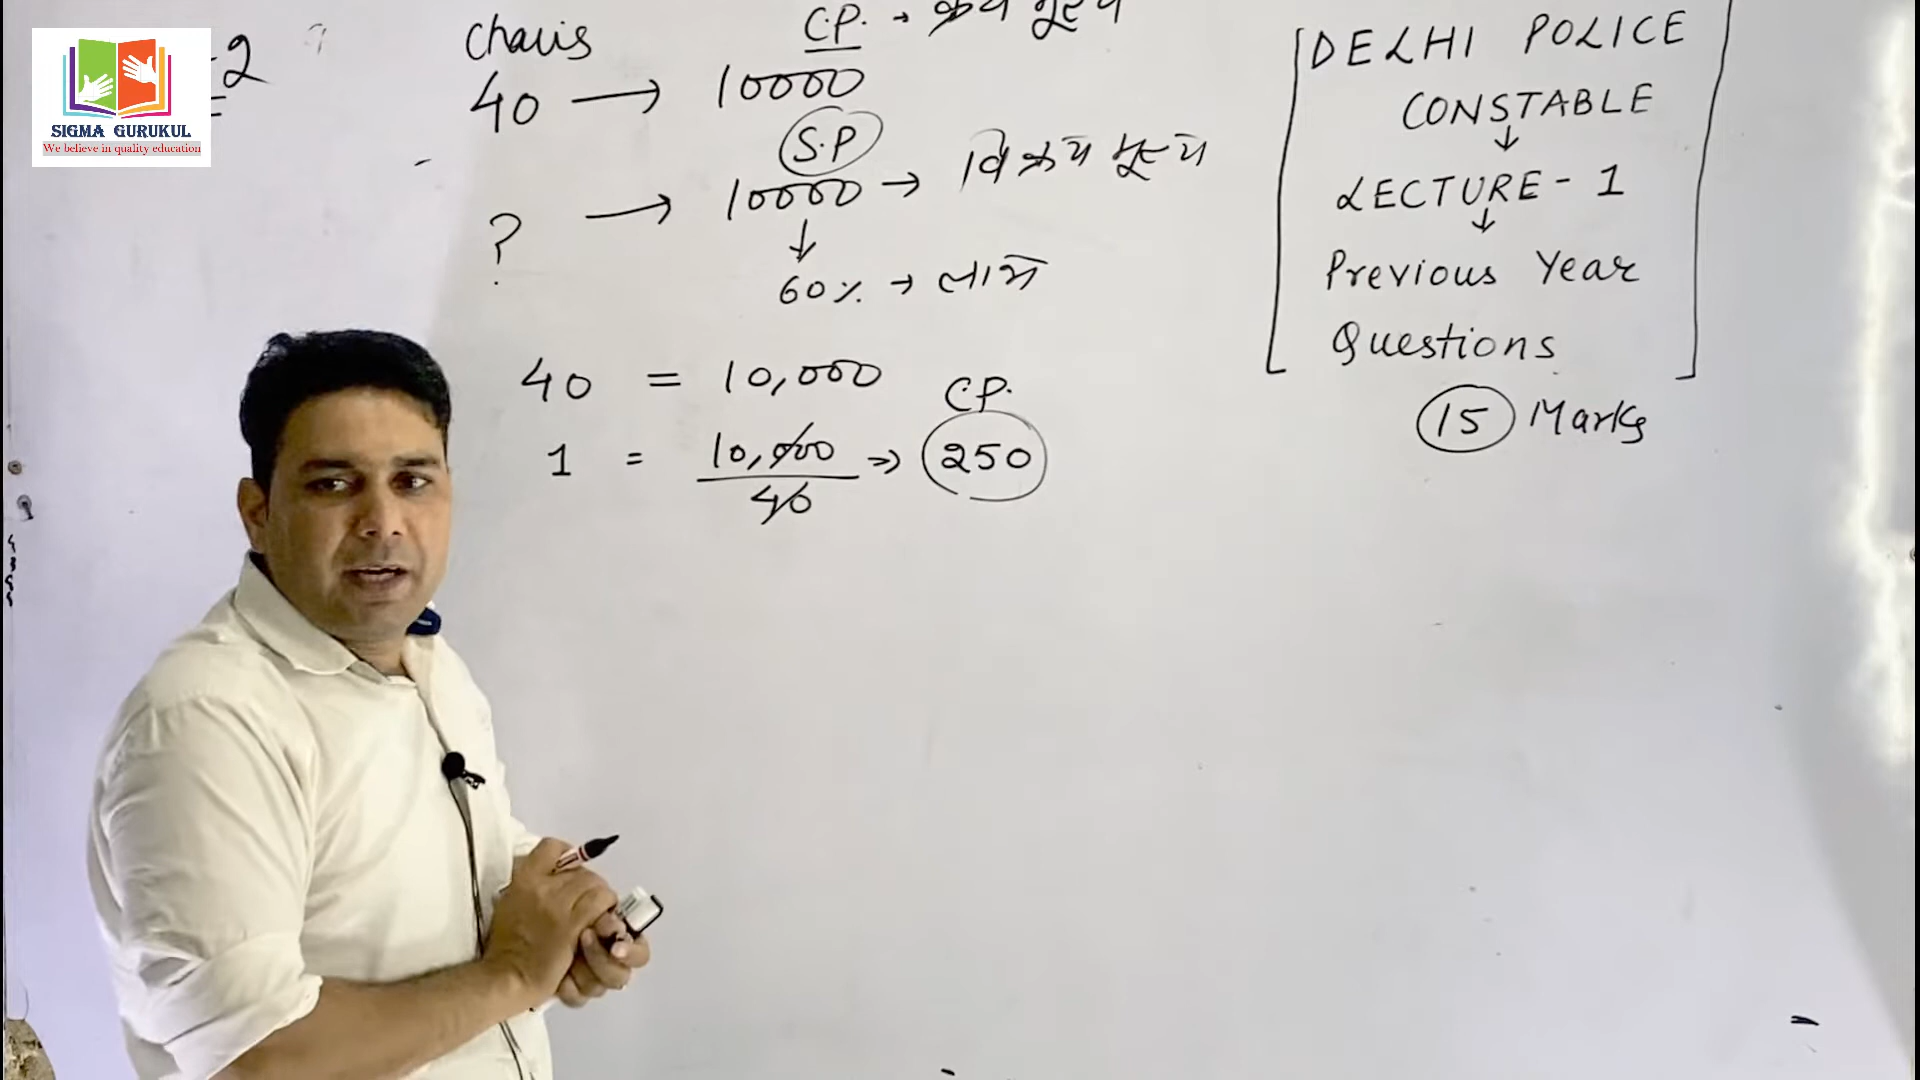 SIGMA GURUKUL
We believe in quality education
-2
=
Chairs C.P. → क्रय मूल्य
40 → 10000
S.P
? → 10000 → विक्रय मूल्य
↓
60% → लाभ
40 = 10,000
C.P.
1 = 10,000 / 40 => 250
DELHI POLICE
CONSTABLE
↓
LECTURE - 1
↓
Previous Year
Questions
15 Marks